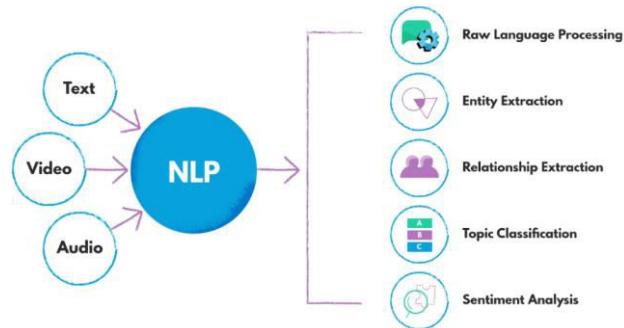 Text
Video
Audio
NLP
Raw Language Processing
Entity Extraction
Relationship Extraction
A
B
C
Topic Classification
Sentiment Analysis